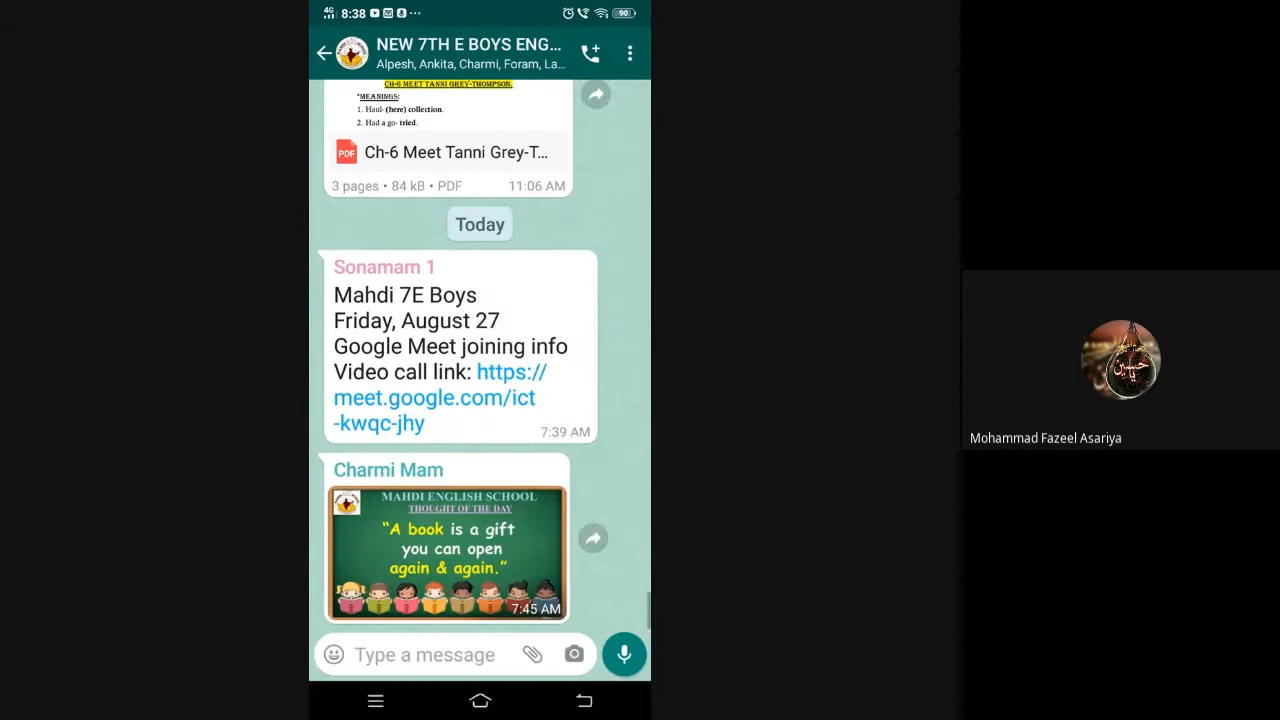 4G 8:38 ... 90
NEW 7TH E BOYS ENG...
Alpesh, Ankita, Charmi, Foram, La...
CH-6 MEET TANNI GREY-THOMPSON.
*MEANINGS:
1. Haul- (here) collection.
2. Had a go- tried.
PDF Ch-6 Meet Tanni Grey-T...
3 pages • 84 kB • PDF 11:06 AM
Today
Sonamam 1
Mahdi 7E Boys
Friday, August 27
Google Meet joining info
Video call link: https://
meet.google.com/ict
-kwqc-jhy
7:39 AM
Charmi Mam
MAHDI ENGLISH SCHOOL
THOUGHT OF THE DAY
“A book is a gift
you can open
again & again.”
7:45 AM
Type a message
حسین
Mohammad Fazeel Asariya